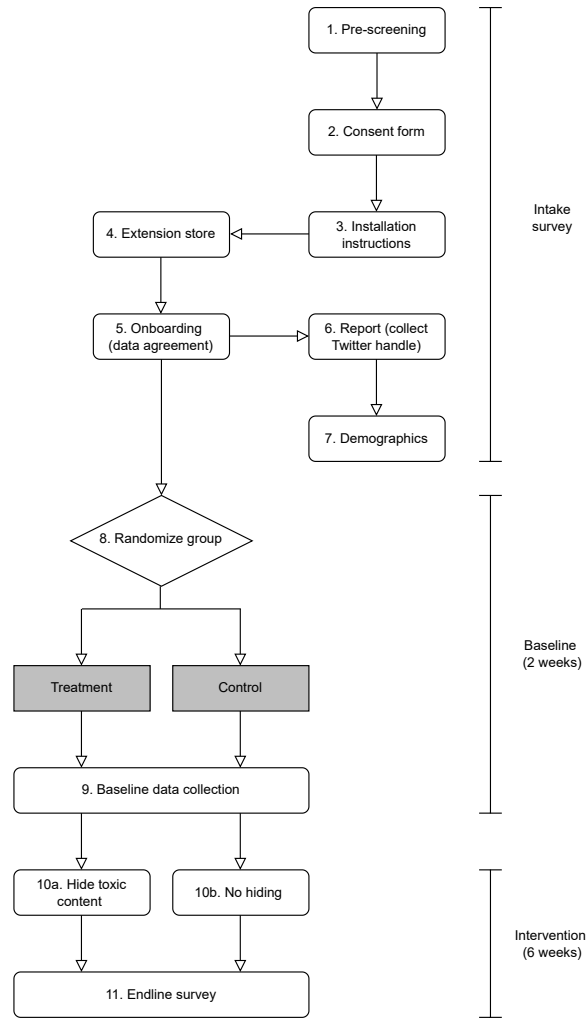 1. Pre-screening
2. Consent form
3. Installation
instructions
4. Extension store
5. Onboarding
(data agreement)
6. Report (collect
Twitter handle)
7. Demographics
Intake
survey
8. Randomize group
Treatment
Control
9. Baseline data collection
Baseline
(2 weeks)
10a. Hide toxic
content
10b. No hiding
11. Endline survey
Intervention
(6 weeks)